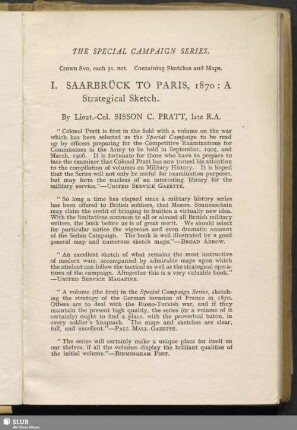 THE SPECIAL CAMPAIGN SERIES.
Crown 8vo, each 5s. net. Containing Sketches and Maps.
I. SAARBRÜCK TO PARIS, 1870: A
Strategical Sketch.
By Lieut.-Col. SISSON C. PRATT, late R.A.
"Colonel Pratt is first in the field with a volume on the war
which has been selected as the Special Campaign to be read
up by officers preparing for the Competitive Examinations for
Commissions in the Army to be held in September, 1905, and
March, 1906. It is fortunate for those who have to prepare to
face the examiner that Colonel Pratt has now turned his attention
to the compilation of volumes on Military History. It is hoped
that the Series will not only be useful for examination purposes,
but may form the nucleus of an interesting library for the
military service."—UNITED SERVICE GAZETTE.
"So long a time has elapsed since a military history series
has been offered to British soldiers, that Messrs. Sonnenschein
may claim the credit of bringing to fruition a virtually new idea.
With the limitations common to all or almost all British military
writers, the book before us is of great merit. We should select
for particular notice the vigorous and even dramatic account
of the Sedan Campaign. The book is well illustrated by a good
general map and numerous sketch maps."—BROAD ARROW.
"An excellent sketch of what remains the most instructive
of modern wars, accompanied by admirable maps upon which
the student can follow the tactical as well as the strategical opera-
tions of the campaign. Altogether this is a very valuable book."
—UNITED SERVICE MAGAZINE.
"A volume (the first) in the Special Campaign Series, sketch-
ing the strategy of the German invasion of France in 1870.
Others are to deal with the Russo-Turkish war, and if they
maintain the present high quality, the series (or a volume of it
certainly) ought to find a place, with the proverbial baton, in
every soldier's knapsack. The maps and sketches are clear,
full, and excellent."—PALL MALL GAZETTE.
"The series will certainly make a unique place for itself on
our shelves, if all the volumes display the brilliant qualities of
the initial volume."—BIRMINGHAM POST.
SLUB